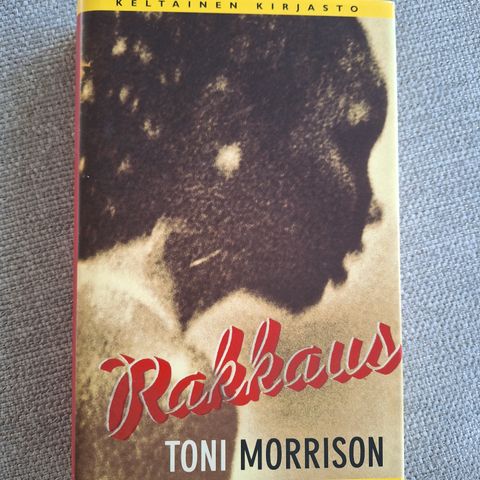 KELTAINEN KIRJASTO
Rakkaus
TONI MORRISON